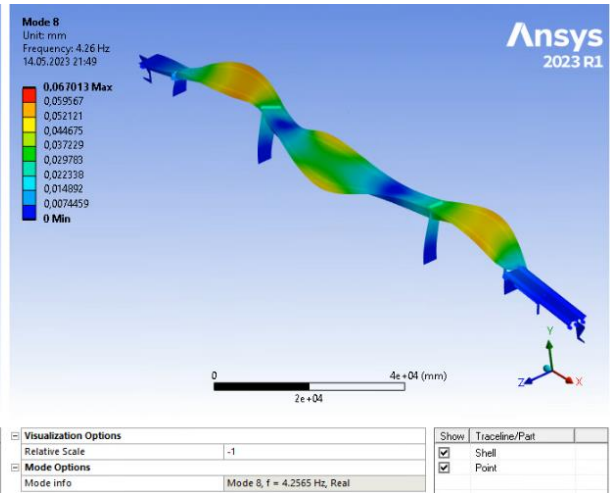 Mode 8
Unit: mm
Frequency: 4.26 Hz
14.05.2023 21:49
0,067013 Max
0,059567
0,052121
0,044675
0,037229
0,029783
0,022338
0,014892
0,0074459
0 Min
Ansys
2023 R1
Y
Z
X
0
4e+04 (mm)
2e+04
Visualization Options
Relative Scale -1
Mode Options
Mode info Mode 8, f = 4.2565 Hz, Real
Show Traceline/Part
Shell
Point